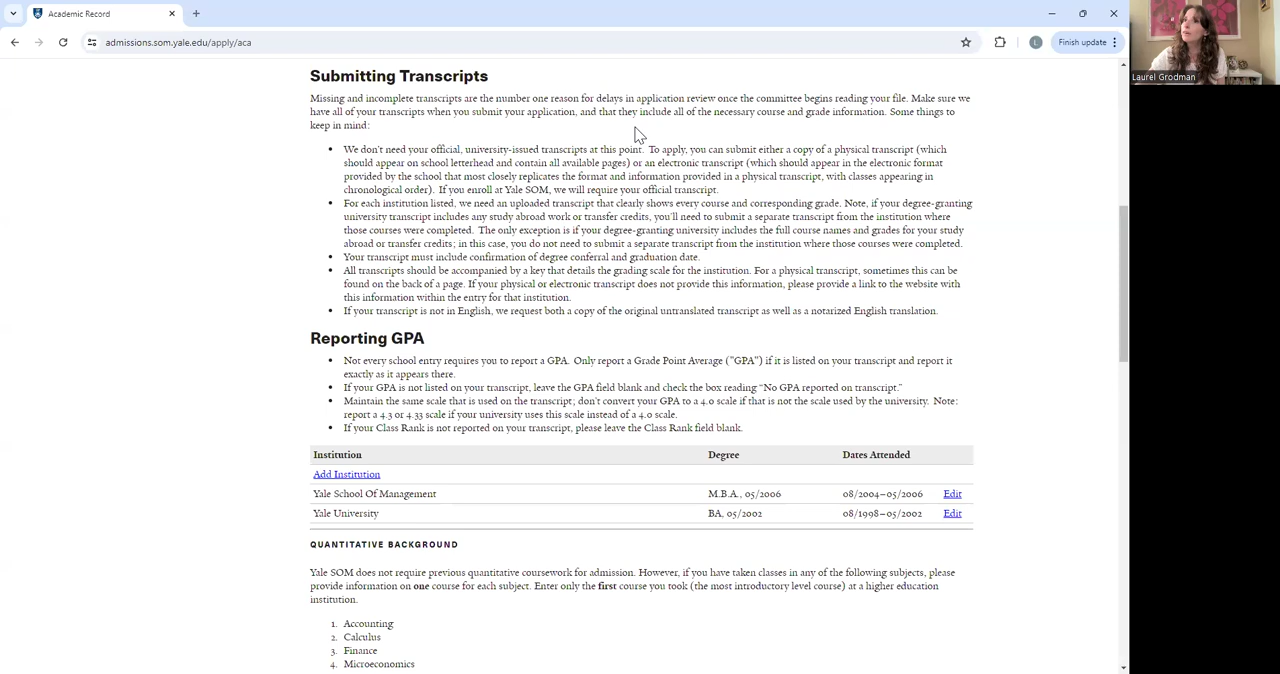 Academic Record
admissions.som.yale.edu/apply/aca
L
Finish update
Laurel Grodman
Submitting Transcripts
Missing and incomplete transcripts are the number one reason for delays in application review once the committee begins reading your file. Make sure we
have all of your transcripts when you submit your application, and that they include all of the necessary course and grade information. Some things to
keep in mind:
• We don't need your official, university-issued transcripts at this point. To apply, you can submit either a copy of a physical transcript (which
should appear on school letterhead and contain all available pages) or an electronic transcript (which should appear in the electronic format
provided by the school that most closely replicates the format and information provided in a physical transcript, with classes appearing in
chronological order). If you enroll at Yale SOM, we will require your official transcript.
• For each institution listed, we need an uploaded transcript that clearly shows every course and corresponding grade. Note, if your degree-granting
university transcript includes any study abroad work or transfer credits, you'll need to submit a separate transcript from the institution where
those courses were completed. The only exception is if your degree-granting university includes the full course names and grades for your study
abroad or transfer credits; in this case, you do not need to submit a separate transcript from the institution where those courses were completed.
• Your transcript must include confirmation of degree conferral and graduation date.
• All transcripts should be accompanied by a key that details the grading scale for the institution. For a physical transcript, sometimes this can be
found on the back of a page. If your physical or electronic transcript does not provide this information, please provide a link to the website with
this information within the entry for that institution.
• If your transcript is not in English, we request both a copy of the original untranslated transcript as well as a notarized English translation.
Reporting GPA
• Not every school entry requires you to report a GPA. Only report a Grade Point Average ("GPA") if it is listed on your transcript and report it
exactly as it appears there.
• If your GPA is not listed on your transcript, leave the GPA field blank and check the box reading “No GPA reported on transcript.”
• Maintain the same scale that is used on the transcript; don't convert your GPA to a 4.0 scale if that is not the scale used by the university. Note:
report a 4.3 or 4.33 scale if your university uses this scale instead of a 4.0 scale.
• If your Class Rank is not reported on your transcript, please leave the Class Rank field blank.
Institution Degree Dates Attended
Add Institution
Yale School Of Management M.B.A., 05/2006 08/2004–05/2006 Edit
Yale University BA, 05/2002 08/1998–05/2002 Edit
QUANTITATIVE BACKGROUND
Yale SOM does not require previous quantitative coursework for admission. However, if you have taken classes in any of the following subjects, please
provide information on one course for each subject. Enter only the first course you took (the most introductory level course) at a higher education
institution.
1. Accounting
2. Calculus
3. Finance
4. Microeconomics